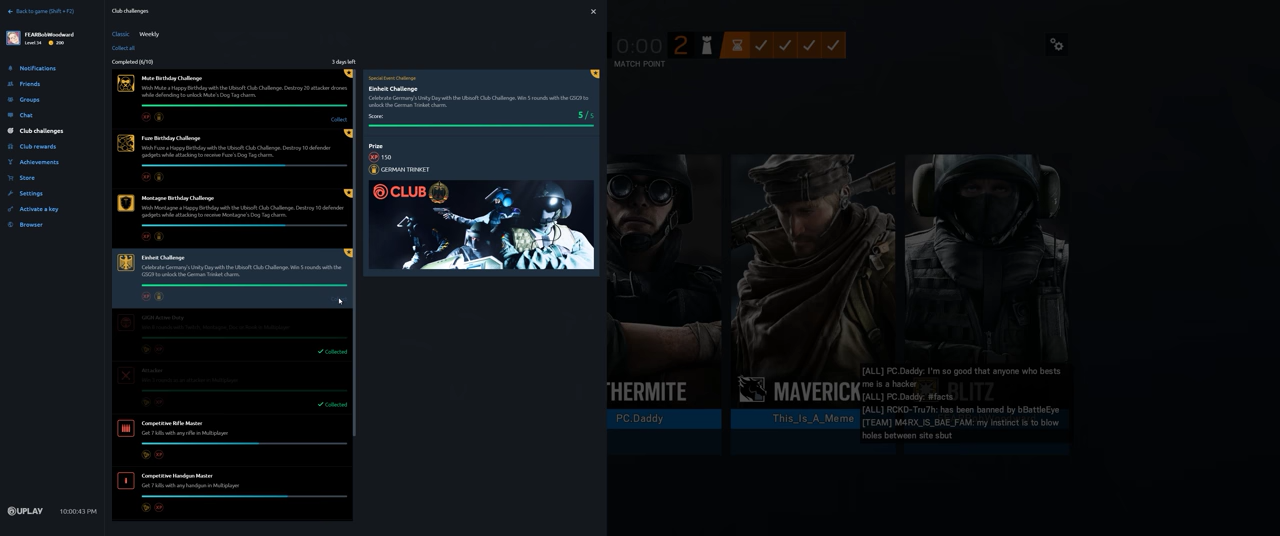 Back to game (Shift + F2)
FEARBobWoodward
Level 34
200
Notifications
Friends
Groups
Chat
Club challenges
Club rewards
Achievements
Store
Settings
Activate a key
Browser
UPLAY
10:00:43 PM
Club challenges
Classic Weekly
Collect all
Completed (6/10) 3 days left
Mute Birthday Challenge
Wish Mute a Happy Birthday with the Ubisoft Club Challenge. Destroy 20 attacker drones
while defending to unlock Mute's Dog Tag charm.
XP
Collect
Fuze Birthday Challenge
Wish Fuze a Happy Birthday with the Ubisoft Club Challenge. Destroy 10 defender
gadgets while attacking to receive Fuze's Dog Tag charm.
XP
Montagne Birthday Challenge
Wish Montagne a Happy Birthday with the Ubisoft Club Challenge. Destroy 10 defender
gadgets while attacking to receive Montagne's Dog Tag charm.
XP
Einheit Challenge
Celebrate Germany's Unity Day with the Ubisoft Club Challenge. Win 5 rounds with the
GSG9 to unlock the German Trinket charm.
XP
Collected
Attacker
Collected
Competitive Rifle Master
Get 7 kills with any rifle in Multiplayer
XP
Competitive Handgun Master
Get 7 kills with any handgun in Multiplayer
XP
Special Event Challenge
Einheit Challenge
Celebrate Germany's Unity Day with the Ubisoft Club Challenge. Win 5 rounds with the GSG9 to
unlock the German Trinket charm.
Score: 5 / 5
Prize
XP 150
GERMAN TRINKET
CLUB
0:00 2
MATCH POINT
THERMITE
MAVERICK
BLITZ
PC.Daddy
This_Is_A_Meme
[ALL] PC.Daddy: I'm so good that anyone who bests
me is a hacker
[ALL] PC.Daddy: #facts
[ALL] RCKD-Tru7h: has been banned by bBattleEye
[TEAM] M4RX_IS_BAE_FAM: my instinct is to blow
holes between site sbut